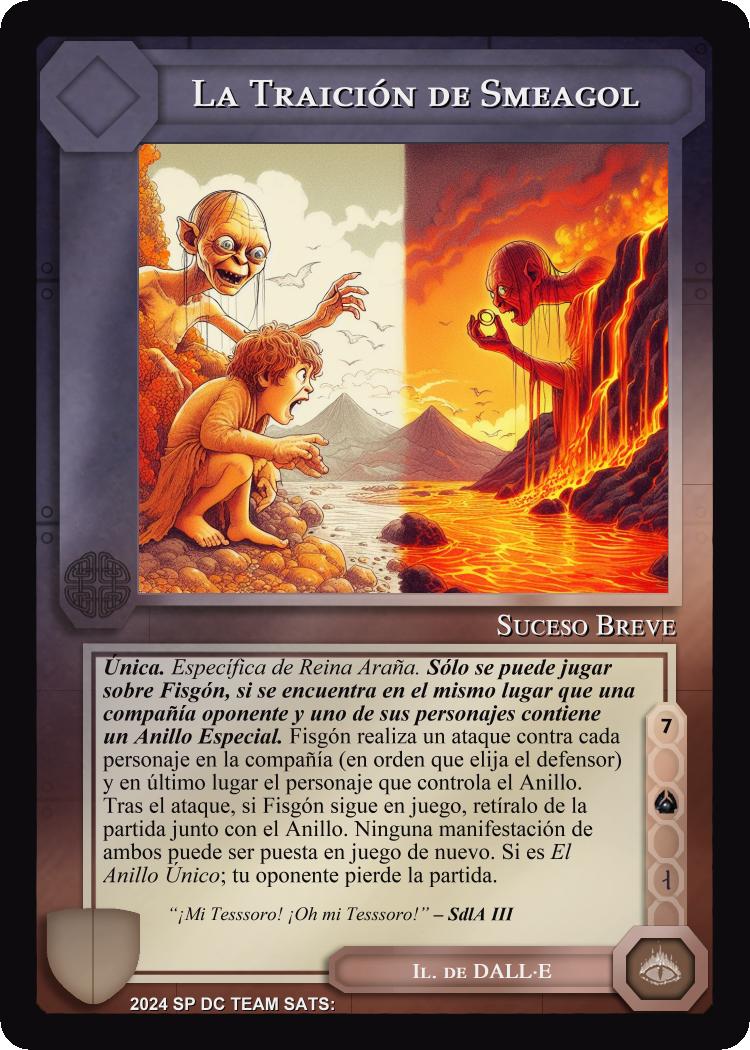 La Traición de Smeagol
Suceso Breve
Única. Específica de Reina Araña. Sólo se puede jugar
sobre Fisgón, si se encuentra en el mismo lugar que una
compañía oponente y uno de sus personajes contiene
un Anillo Especial. Fisgón realiza un ataque contra cada
personaje en la compañía (en orden que elija el defensor)
y en último lugar el personaje que controla el Anillo.
Tras el ataque, si Fisgón sigue en juego, retíralo de la
partida junto con el Anillo. Ninguna manifestación de
ambos puede ser puesta en juego de nuevo. Si es El
Anillo Único; tu oponente pierde la partida.
7
“¡Mi Tesssoro! ¡Oh mi Tesssoro!” – SdlA III
Il. de DALL·E
2024 SP DC TEAM SATS: